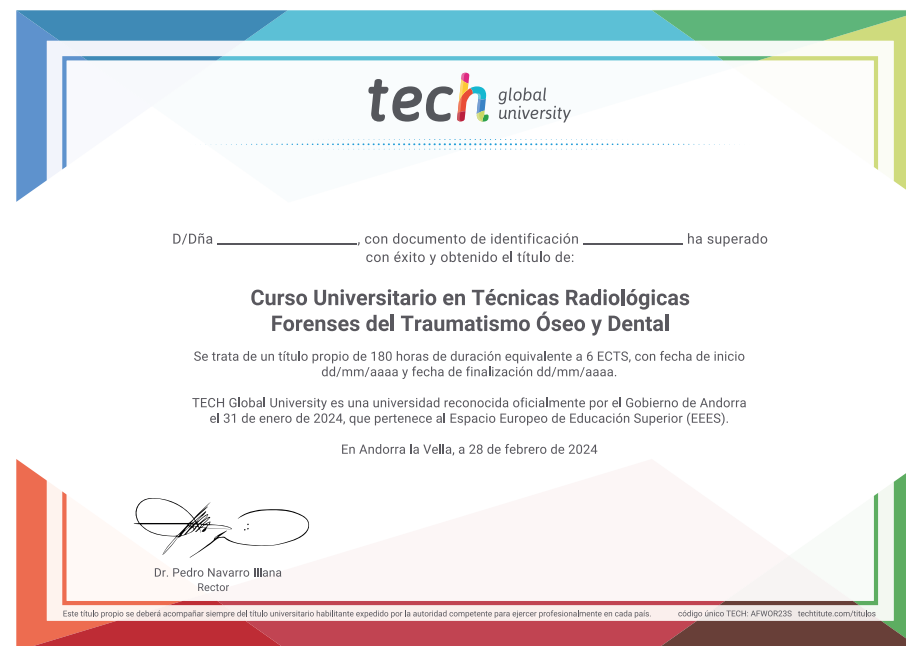 tech global
university
D/Dña ____________________, con documento de identificación ______________ ha superado
con éxito y obtenido el título de:
Curso Universitario en Técnicas Radiológicas
Forenses del Traumatismo Óseo y Dental
Se trata de un título propio de 180 horas de duración equivalente a 6 ECTS, con fecha de inicio
dd/mm/aaaa y fecha de finalización dd/mm/aaaa.
TECH Global University es una universidad reconocida oficialmente por el Gobierno de Andorra
el 31 de enero de 2024, que pertenece al Espacio Europeo de Educación Superior (EEES).
En Andorra la Vella, a 28 de febrero de 2024
Dr. Pedro Navarro Illana
Rector
Este título propio se deberá acompañar siempre del título universitario habilitante expedido por la autoridad competente para ejercer profesionalmente en cada país. código único TECH: AFWOR23S techtitute.com/titulos